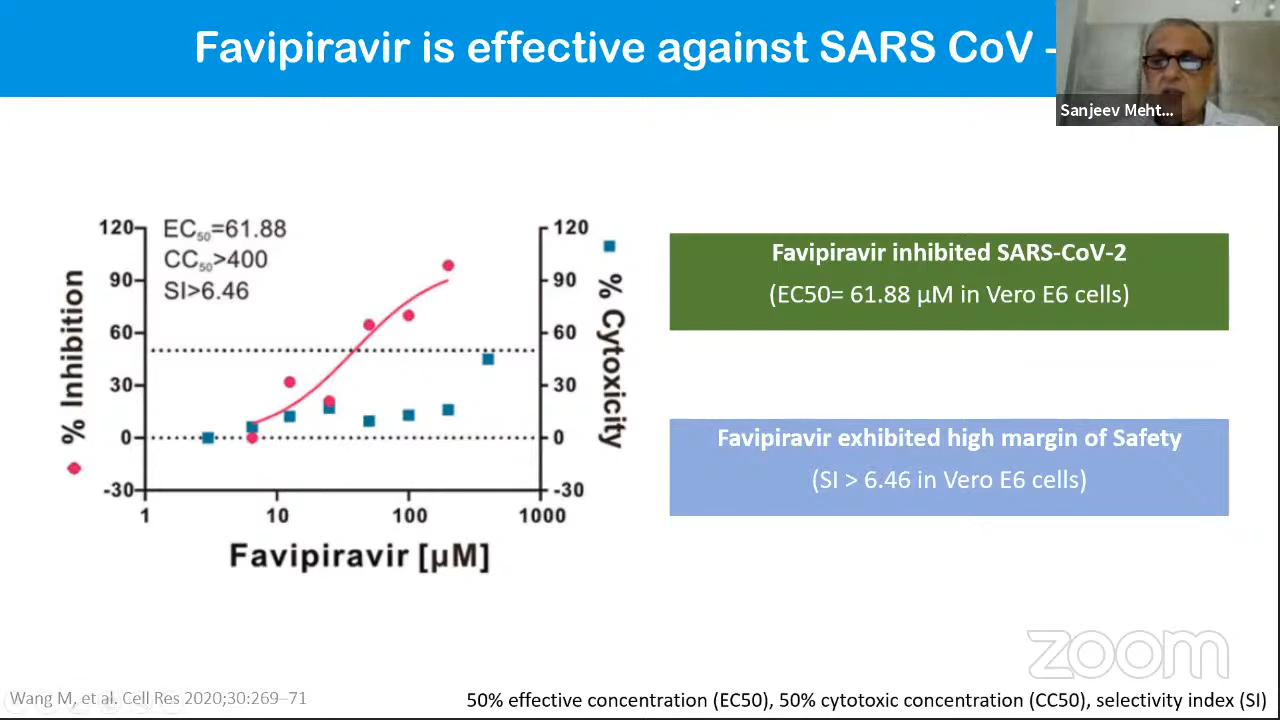 Favipiravir is effective against SARS CoV -
Sanjeev Meht...
EC50=61.88
CC50>400
SI>6.46
120
90
60
30
0
-30
120
90
60
30
0
-30
% Inhibition
% Cytoxicity
1
10
100
1000
Favipiravir [μM]
Favipiravir inhibited SARS-CoV-2
(EC50= 61.88 μM in Vero E6 cells)
Favipiravir exhibited high margin of Safety
(SI > 6.46 in Vero E6 cells)
zoom
Wang M, et al. Cell Res 2020;30:269–71
50% effective concentration (EC50), 50% cytotoxic concentration (CC50), selectivity index (SI)